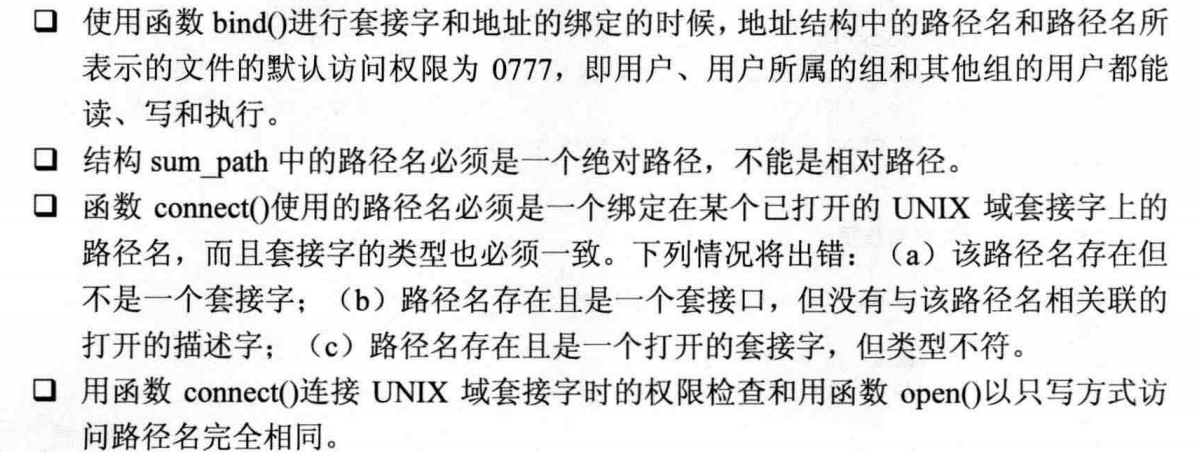 ❏ 使用函数 bind()进行套接字和地址的绑定的时候，地址结构中的路径名和路径名所
表示的文件的默认访问权限为 0777，即用户、用户所属的组和其他组的用户都能
读、写和执行。
❏ 结构 sum_path 中的路径名必须是一个绝对路径，不能是相对路径。
❏ 函数 connect()使用的路径名必须是一个绑定在某个已打开的 UNIX 域套接字上的
路径名，而且套接字的类型也必须一致。下列情况将出错：（a）该路径名存在但
不是一个套接字；（b）路径名存在且是一个套接口，但没有与该路径名相关联的
打开的描述字；（c）路径名存在且是一个打开的套接字，但类型不符。
❏ 用函数 connect()连接 UNIX 域套接字时的权限检查和用函数 open()以只写方式访
问路径名完全相同。